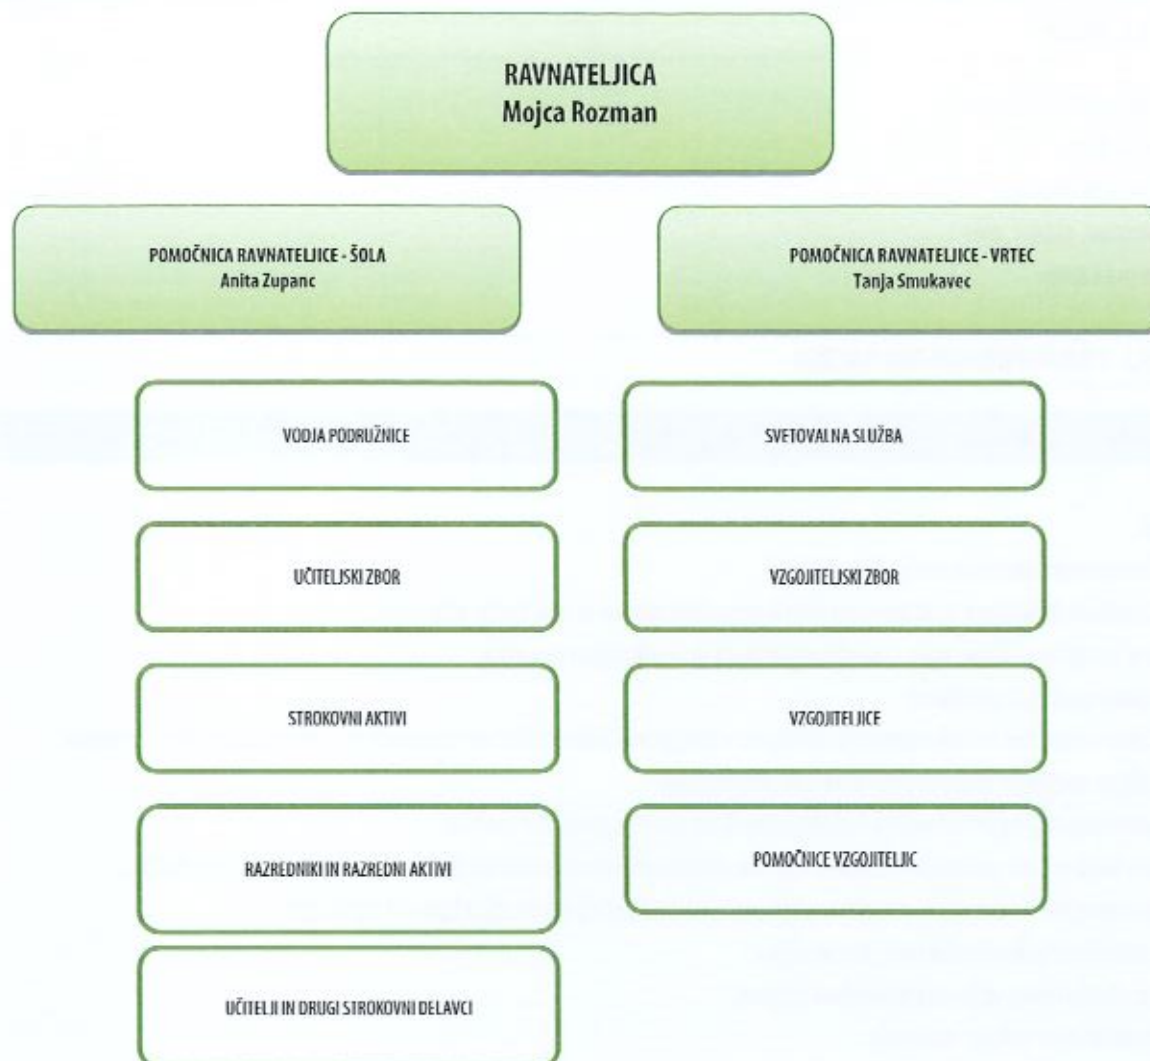 RAVNATELJICA
Mojca Rozman
POMOČNICA RAVNATELJICE - ŠOLA
Anita Zupanc
POMOČNICA RAVNATELJICE - VRTEC
Tanja Smukavec
VODJA PODRUŽNICE
SVETOVALNA SLUŽBA
UČITELJSKI ZBOR
VZGOJITELJSKI ZBOR
STROKOVNI AKTIVI
VZGOJITELJICE
RAZREDNIKI IN RAZREDNI AKTIVI
POMOČNICE VZGOJITELJIC
UČITELJI IN DRUGI STROKOVNI DELAVCI